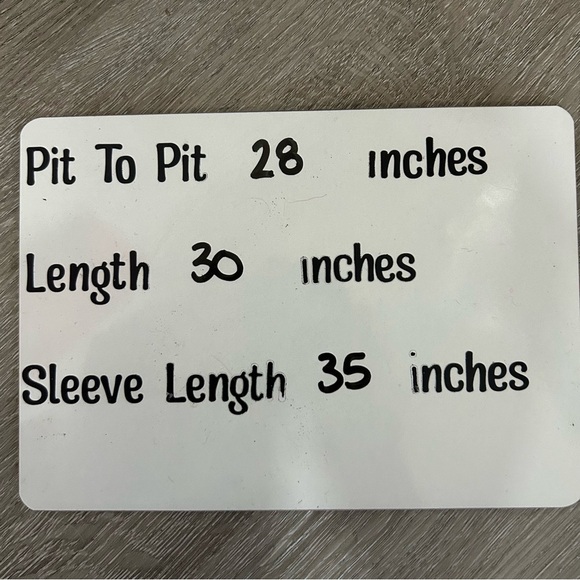 Pit To Pit 28 inches
Length 30 inches
Sleeve Length 35 inches